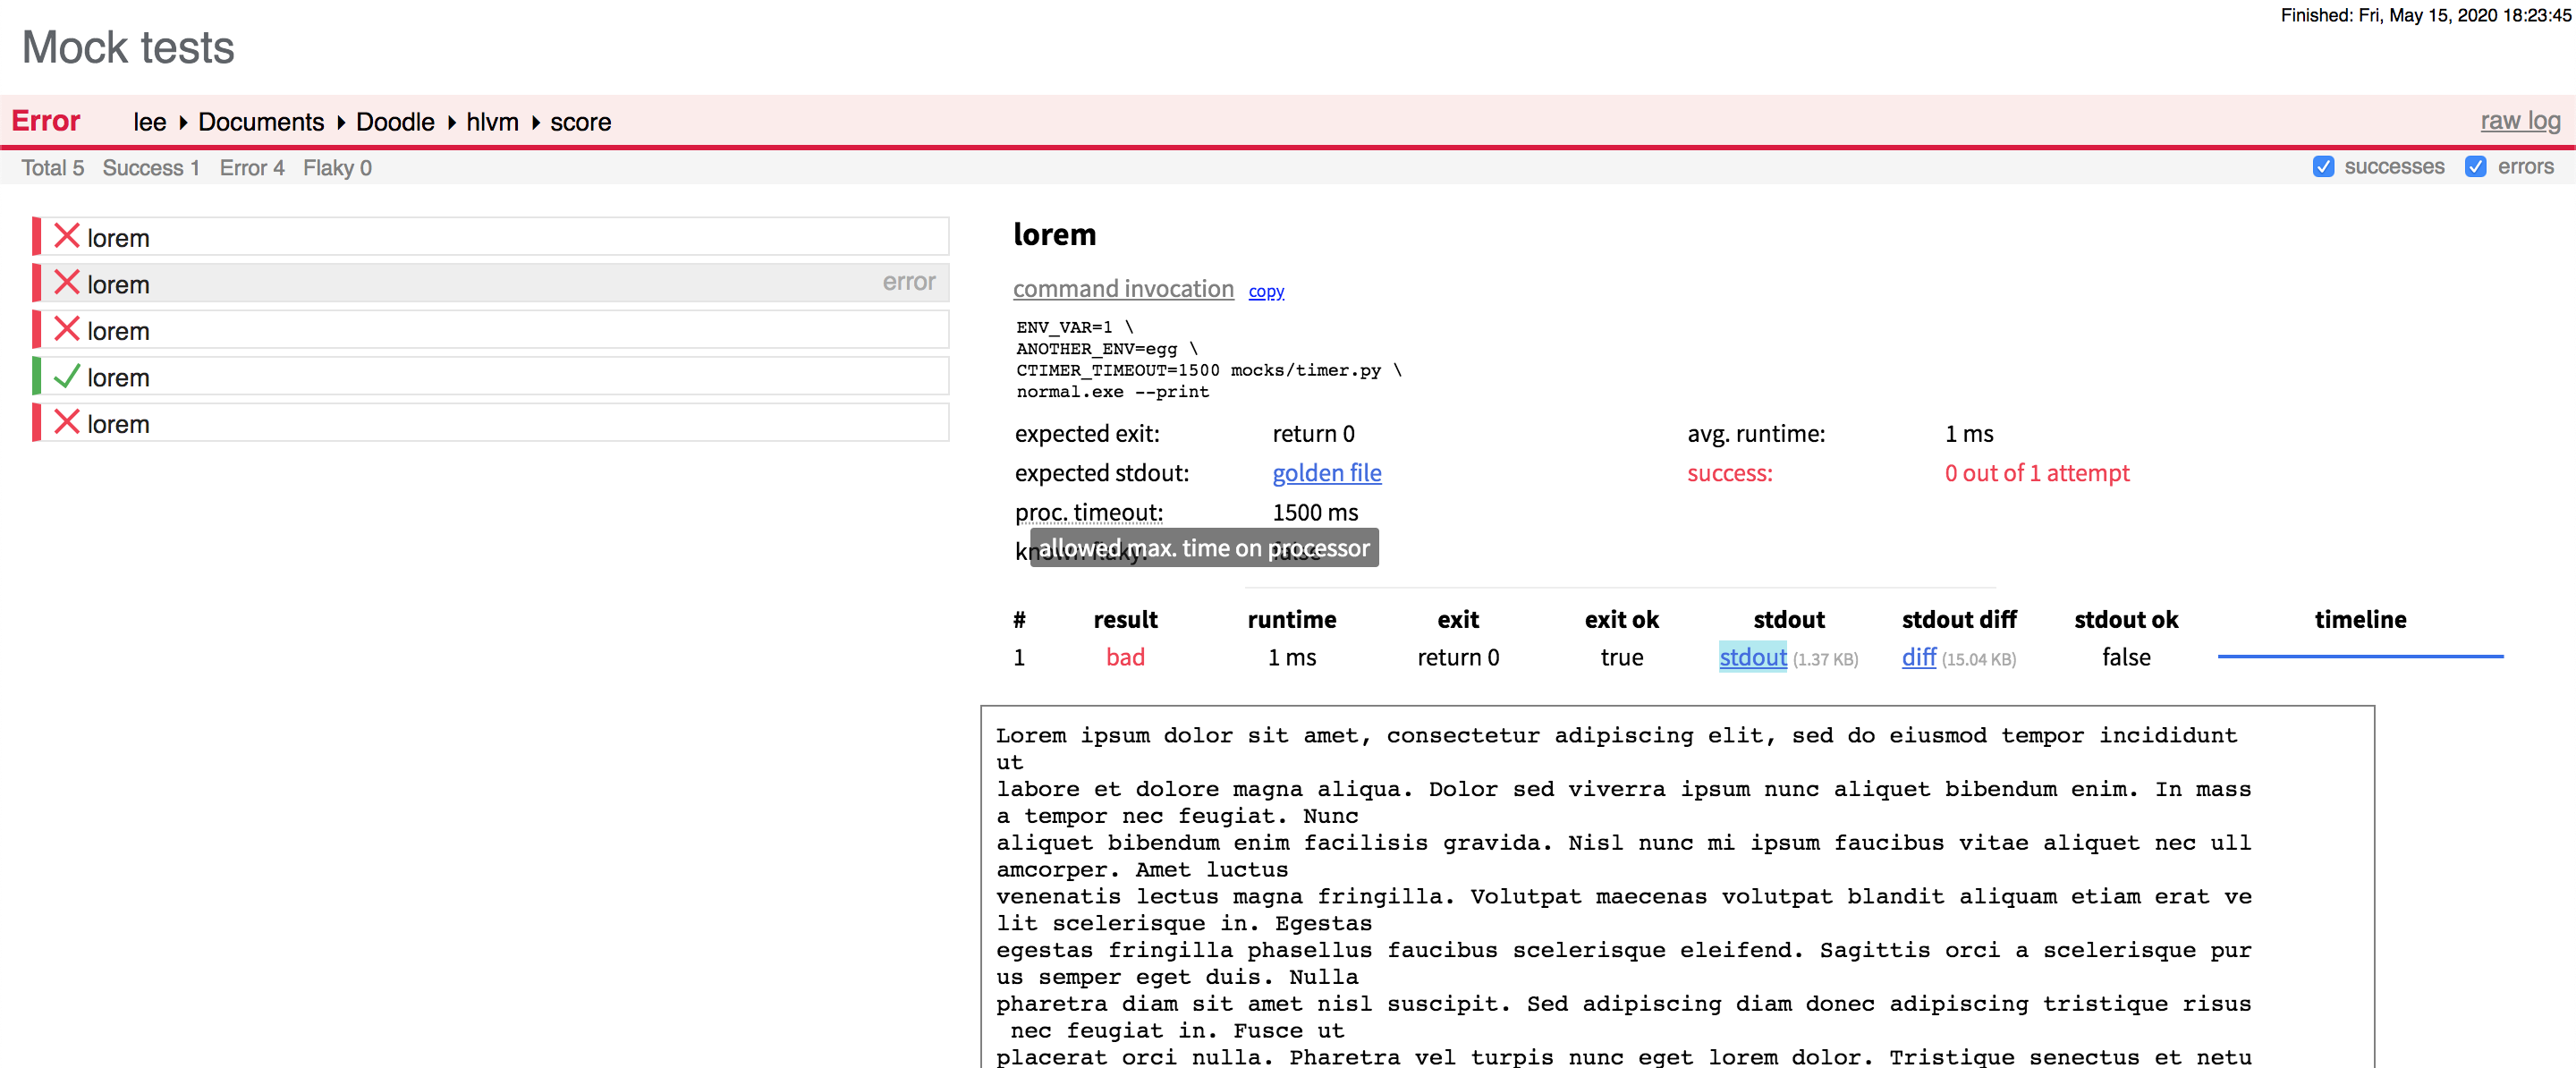 Finished: Fri, May 15, 2020 18:23:45
Mock tests
Error lee Documents Doodle hlvm score raw log
Total 5 Success 1 Error 4 Flaky 0 successes errors
lorem
lorem error
lorem
lorem
lorem
lorem
command invocation copy
ENV_VAR=1 \
ANOTHER_ENV=egg \
CTIMER_TIMEOUT=1500 mocks/timer.py \
normal.exe --print
expected exit: return 0 avg. runtime: 1 ms
expected stdout: golden file success: 0 out of 1 attempt
proc. timeout: 1500 ms
known flaky: false
allowed max. time on processor
# result runtime exit exit ok stdout stdout diff stdout ok timeline
1 bad 1 ms return 0 true stdout (1.37 KB) diff (15.04 KB) false
Lorem ipsum dolor sit amet, consectetur adipiscing elit, sed do eiusmod tempor incididunt
ut
labore et dolore magna aliqua. Dolor sed viverra ipsum nunc aliquet bibendum enim. In mass
a tempor nec feugiat. Nunc
aliquet bibendum enim facilisis gravida. Nisl nunc mi ipsum faucibus vitae aliquet nec ull
amcorper. Amet luctus
venenatis lectus magna fringilla. Volutpat maecenas volutpat blandit aliquam etiam erat ve
lit scelerisque in. Egestas
egestas fringilla phasellus faucibus scelerisque eleifend. Sagittis orci a scelerisque pur
us semper eget duis. Nulla
pharetra diam sit amet nisl suscipit. Sed adipiscing diam donec adipiscing tristique risus
nec feugiat in. Fusce ut
placerat orci nulla. Pharetra vel turpis nunc eget lorem dolor. Tristique senectus et netu